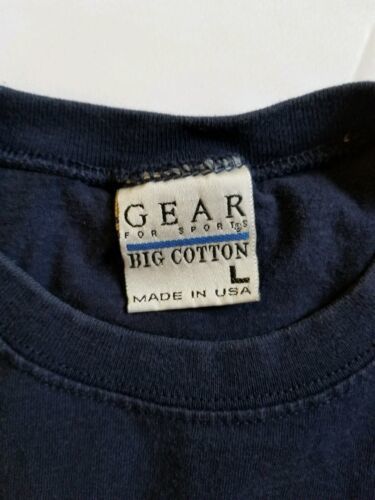 GEAR
FOR SPORTS®
BIG COTTON
L
MADE IN USA